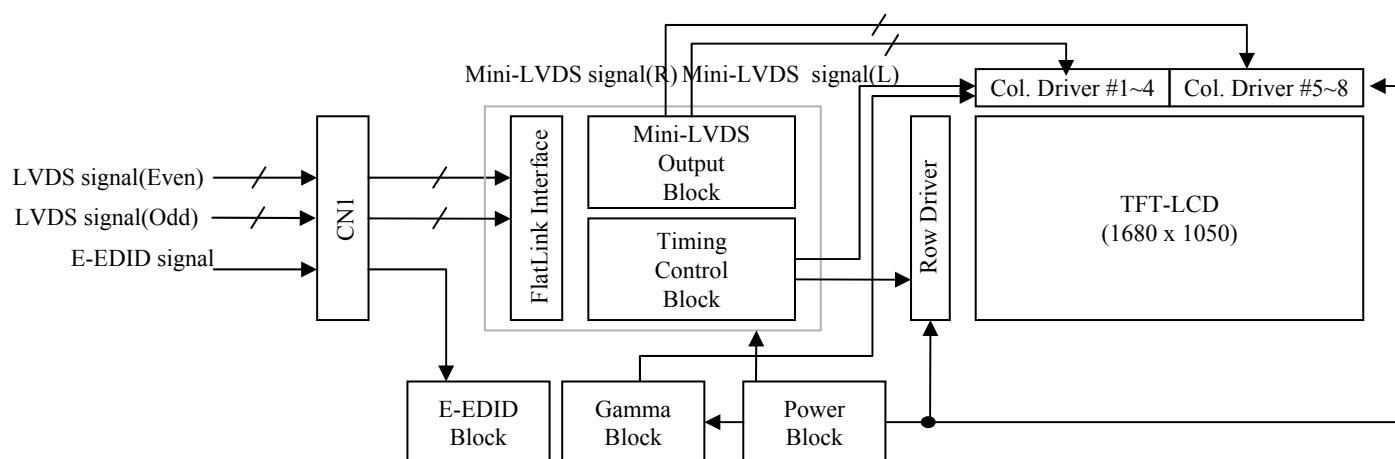 Mini-LVDS signal(R) Mini-LVDS signal(L)
Col. Driver #1~4
Col. Driver #5~8
LVDS signal(Even)
LVDS signal(Odd)
E-EDID signal
CN1
FlatLink Interface
Mini-LVDS
Output
Block
Timing
Control
Block
Row Driver
TFT-LCD
(1680 x 1050)
E-EDID
Block
Gamma
Block
Power
Block